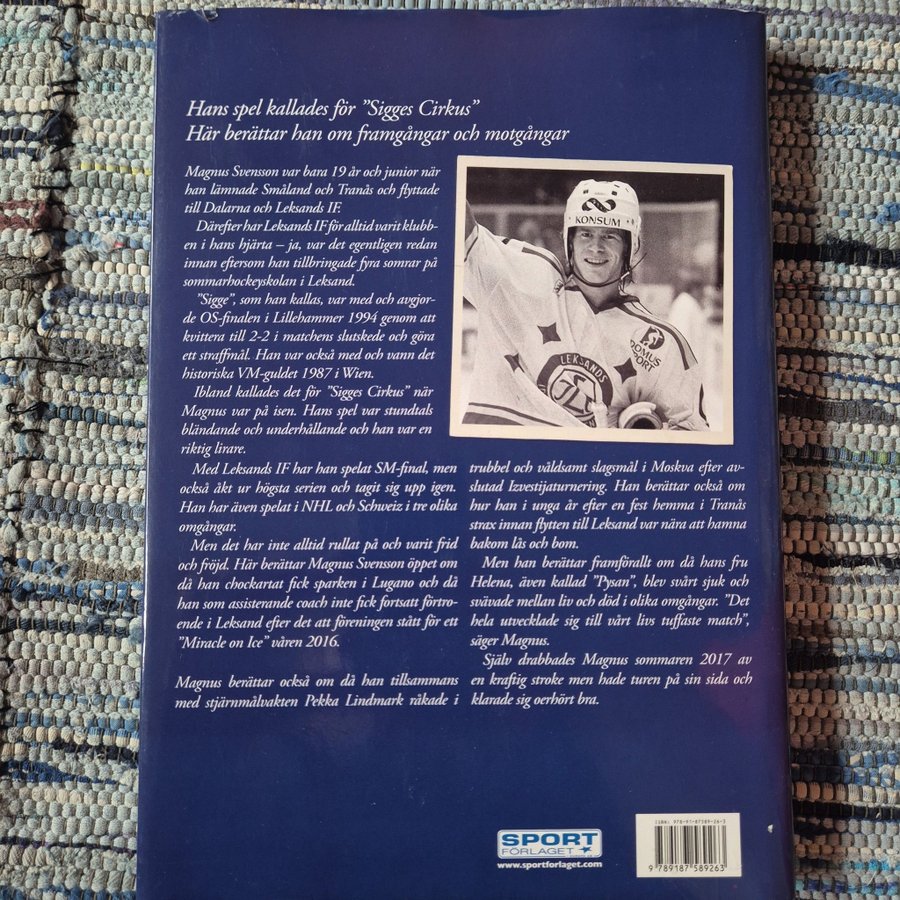 Hans spel kallades för "Sigges Cirkus"
Här berättar han om framgångar och motgångar
Magnus Svensson var bara 19 år och junior när
han lämnade Småland och Tranås och flyttade
till Dalarna och Leksands IF.
Därefter har Leksands IF för alltid varit klubb-
en i hans hjärta – ja, var det egentligen redan
innan eftersom han tillbringade fyra somrar på
sommarhockeyskolan i Leksand.
"Sigge", som han kallas, var med och avgjor-
de OS-finalen i Lillehammer 1994 genom att
kvittera till 2-2 i matchens slutskede och göra
ett straffmål. Han var också med och vann det
historiska VM-guldet 1987 i Wien.
Ibland kallades det för "Sigges Cirkus" när
Magnus var på isen. Hans spel var stundtals
bländande och underhållande och han var en
riktig lirare.
Med Leksands IF har han spelat SM-final, men
också åkt ur högsta serien och tagit sig upp igen.
Han har även spelat i NHL och Schweiz i tre olika
omgångar.
Men det har inte alltid rullat på och varit frid
och fröjd. Här berättar Magnus Svensson öppet om
då han chockartat fick sparken i Lugano och då
han som assisterande coach inte fick fortsatt förtro-
ende i Leksand efter det att föreningen stått för ett
"Miracle on Ice" våren 2016.
Magnus berättar också om då han tillsammans
med stjärnmålvakten Pekka Lindmark råkade i
KONSUM
DOMUS
SPORT
LEKSANDS
trubbel och våldsamt slagsmål i Moskva efter av-
slutad Izvestijaturnering. Han berättar också om
hur han i unga år efter en fest hemma i Tranås
strax innan flytten till Leksand var nära att hamna
bakom lås och bom.
Men han berättar framförallt om då hans fru
Helena, även kallad "Pysan", blev svårt sjuk och
svävade mellan liv och död i olika omgångar. "Det
hela utvecklade sig till vårt livs tuffaste match",
säger Magnus.
Själv drabbades Magnus sommaren 2017 av
en kraftig stroke men hade turen på sin sida och
klarade sig oerhört bra.
SPORT
FÖRLAGET
www.sportforlaget.com
ISBN: 978-91-87589-26-3
9 789187 589263